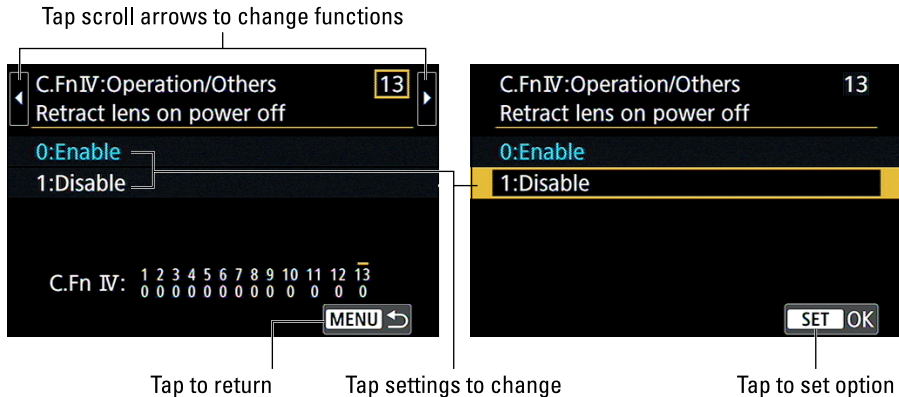 Tap scroll arrows to change functions
C.FnIV:Operation/Others 13
Retract lens on power off
0:Enable
1:Disable
C.Fn IV: 1 2 3 4 5 6 7 8 9 10 11 12 13
0 0 0 0 0 0 0 0 0 0 0 0 0
MENU
Tap to return
C.FnIV:Operation/Others 13
Retract lens on power off
0:Enable
1:Disable
SET OK
Tap settings to change
Tap to set option